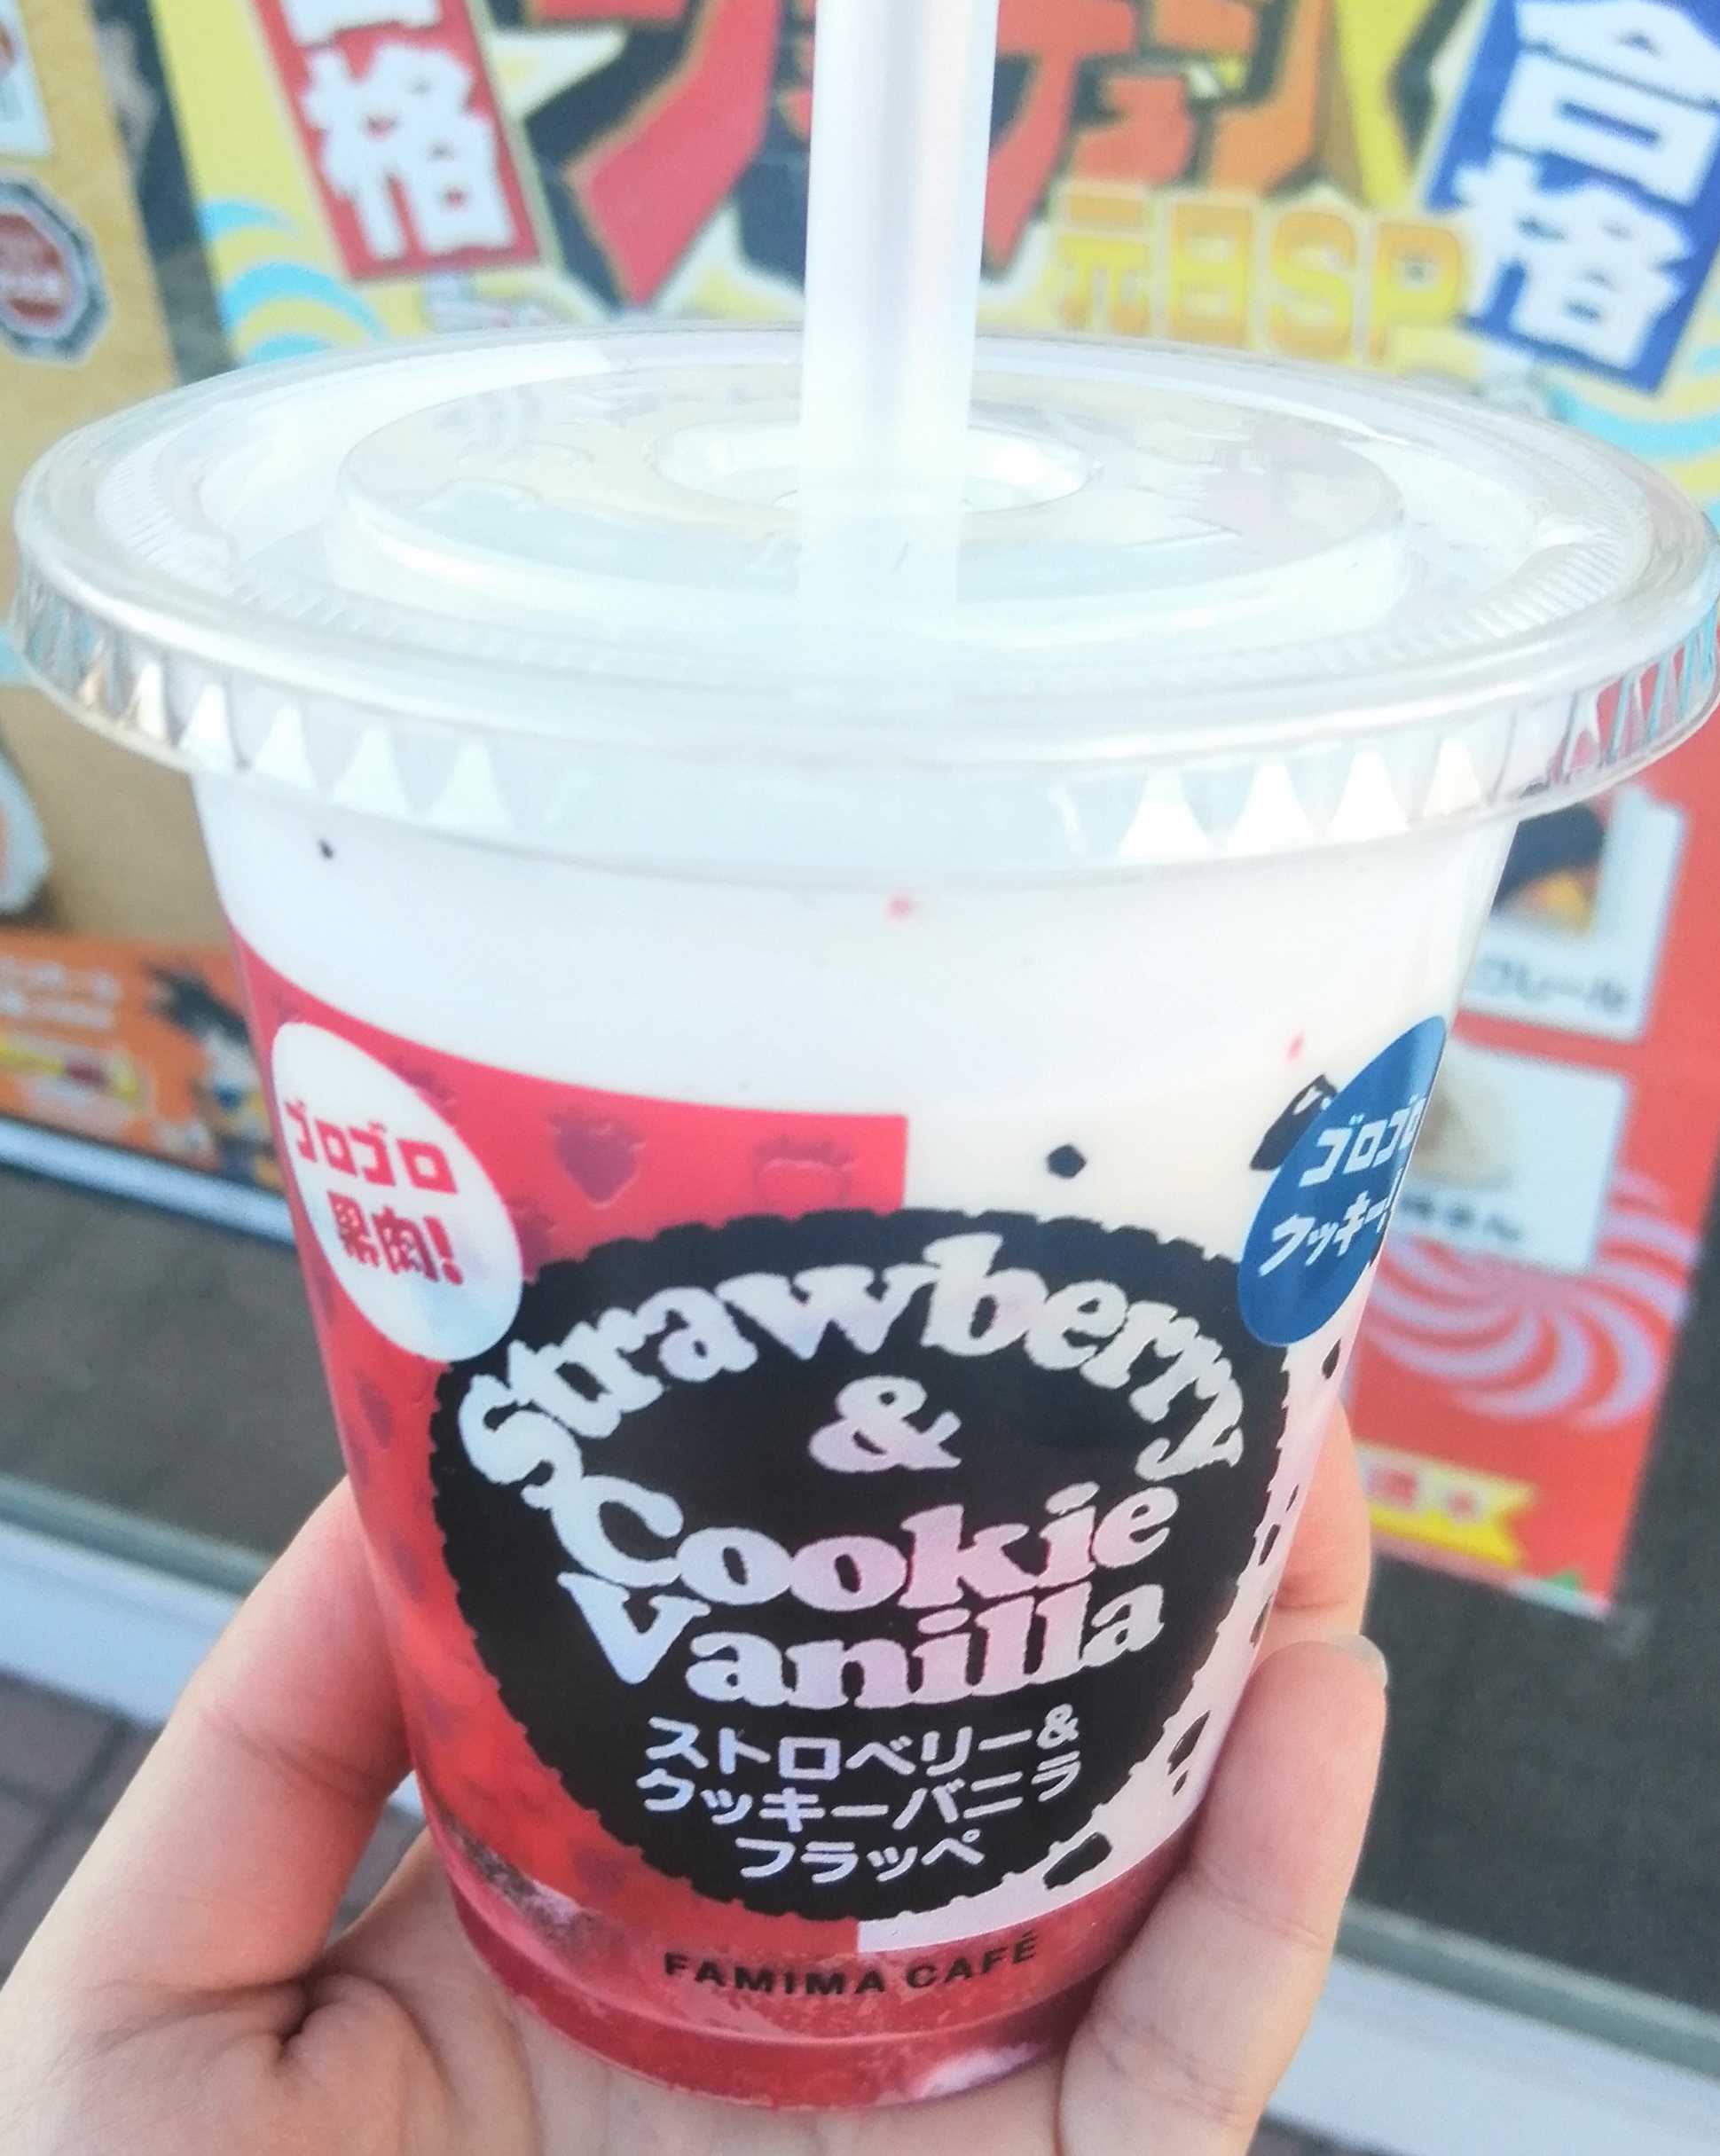 格
合格
元日SP
ゴロゴロ
果肉!
ゴロゴロ
クッキー!
Strawberry
&
Cookie
Vanilla
ストロベリー&
クッキーバニラ
フラッペ
FAMIMA CAFÉ